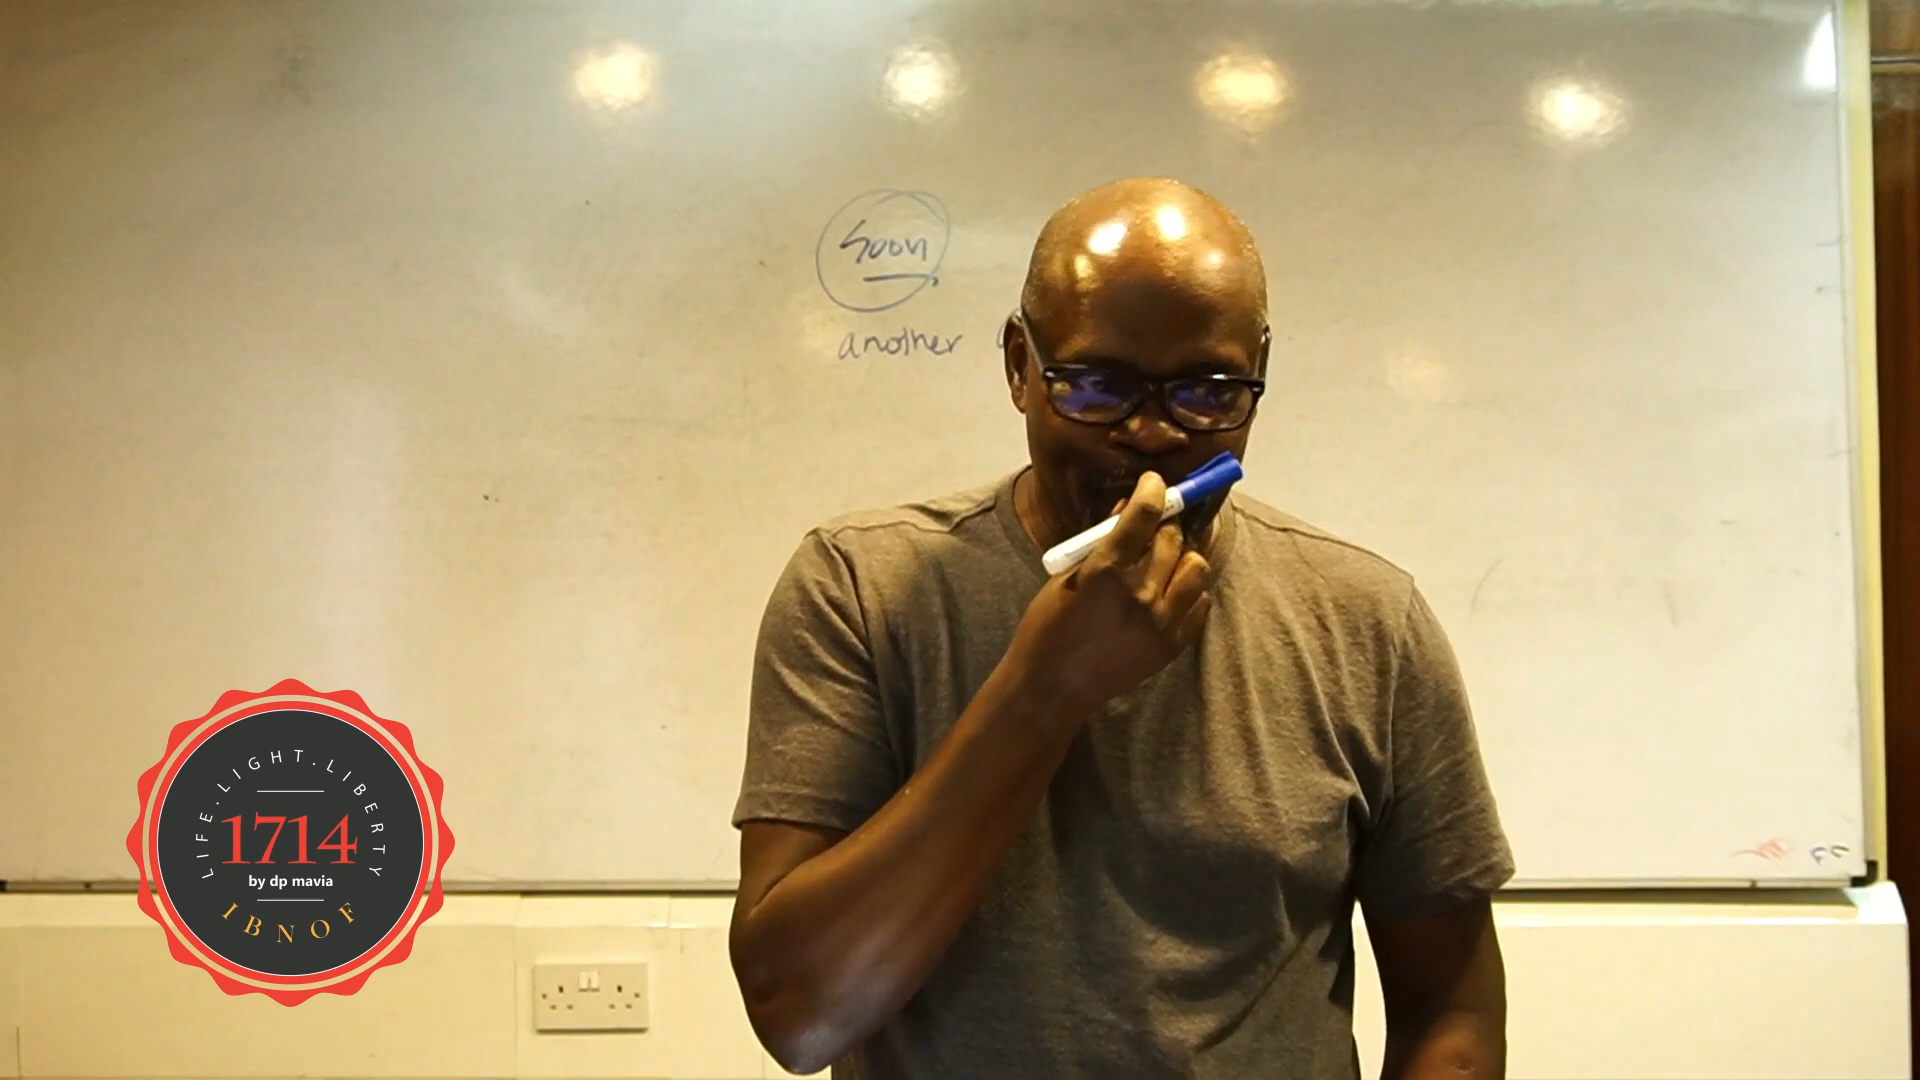 Soon
another
LIFE.LIGHT.LIBERTY
1714
by dp mavia
IBNOF